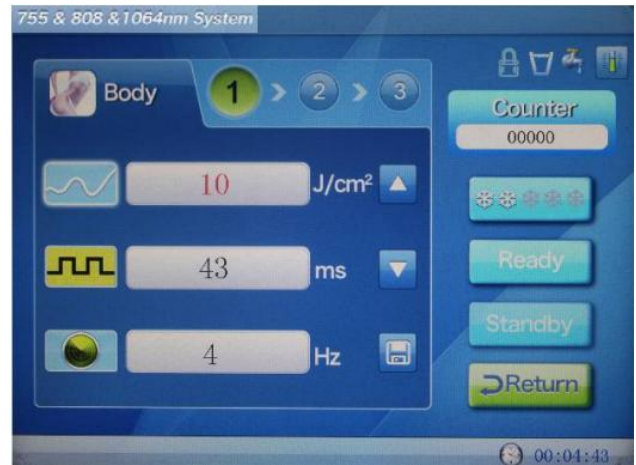 755 & 808 &1064nm System
Body
1 > 2 > 3
Counter
00000
10 J/cm²
43 ms
Ready
Standby
4 Hz
Return
00:04:43